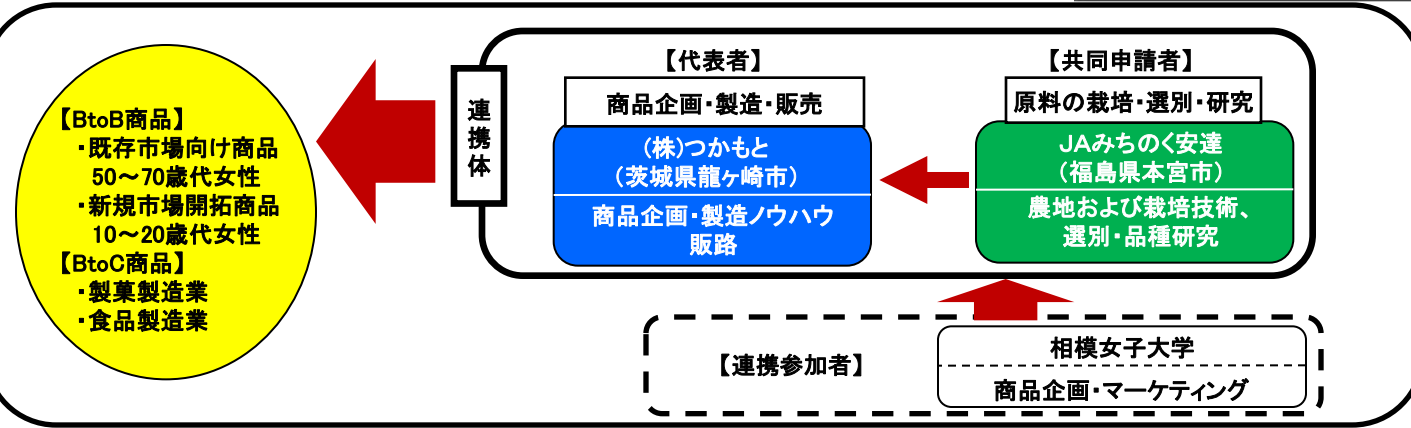 【BtoB商品】
・既存市場向け商品
50～70歳代女性
・新規市場開拓商品
10～20歳代女性
【BtoC商品】
・製菓製造業
・食品製造業
連携体
【代表者】
商品企画・製造・販売
（株）つかもと
（茨城県龍ヶ崎市）
商品企画・製造ノウハウ
販路
【共同申請者】
原料の栽培・選別・研究
ＪＡみちのく安達
（福島県本宮市）
農地および栽培技術、
選別・品種研究
【連携参加者】
相模女子大学
商品企画・マーケティング